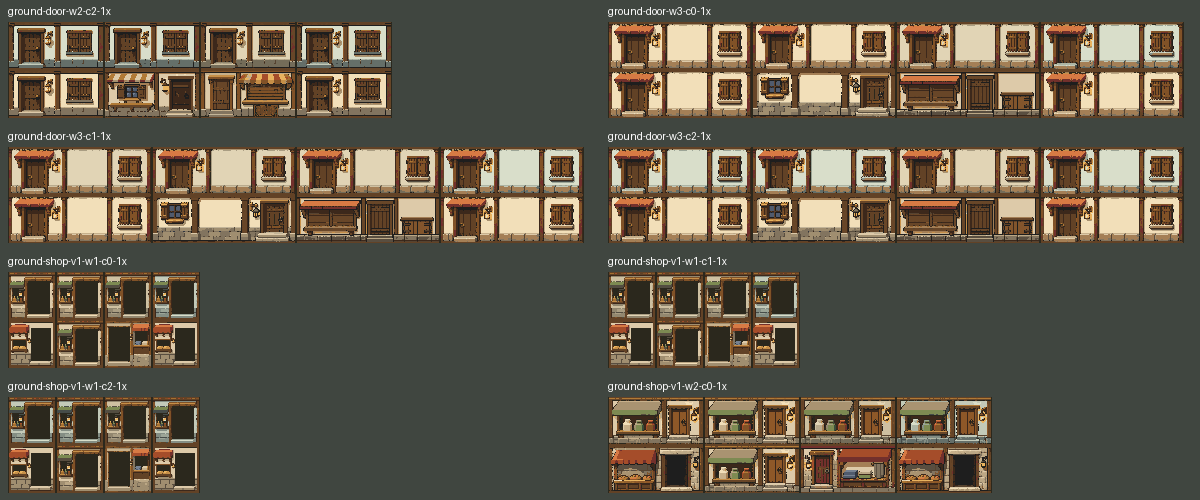 ground-door-w2-c2-1x
ground-door-w3-c0-1x
ground-door-w3-c1-1x
ground-door-w3-c2-1x
ground-shop-v1-w1-c0-1x
ground-shop-v1-w1-c1-1x
ground-shop-v1-w1-c2-1x
ground-shop-v1-w2-c0-1x